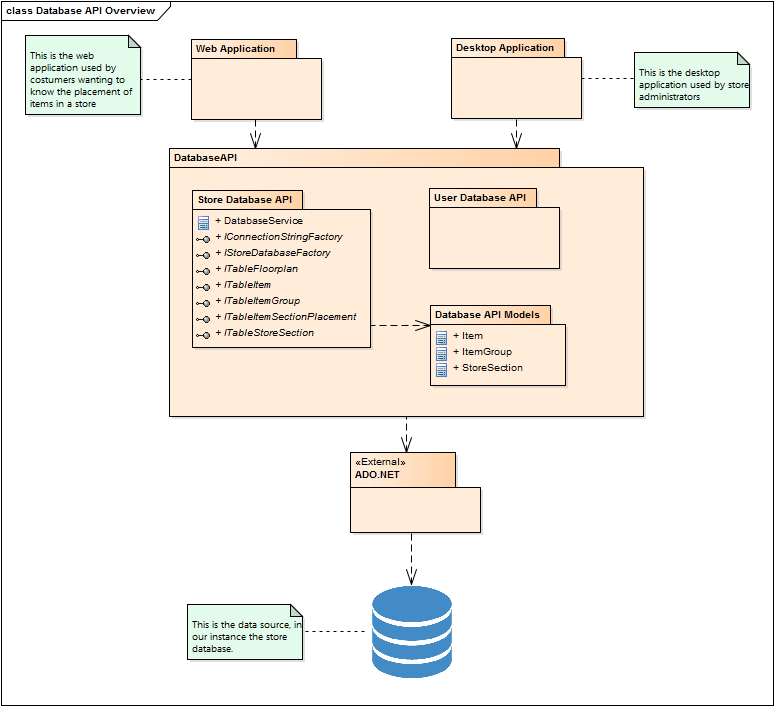 class Database API Overview
This is the web
application used by
costumers wanting to
know the placement of
items in a store
Web Application
Desktop Application
This is the desktop
application used by store
administrators
DatabaseAPI
Store Database API
+ DatabaseService
+ IConnectionStringFactory
+ IStoreDatabaseFactory
+ ITableFloorplan
+ ITableItem
+ ITableItemGroup
+ ITableItemSectionPlacement
+ ITableStoreSection
User Database API
Database API Models
+ Item
+ ItemGroup
+ StoreSection
«External»
ADO.NET
This is the data source, in
our instance the store
database.